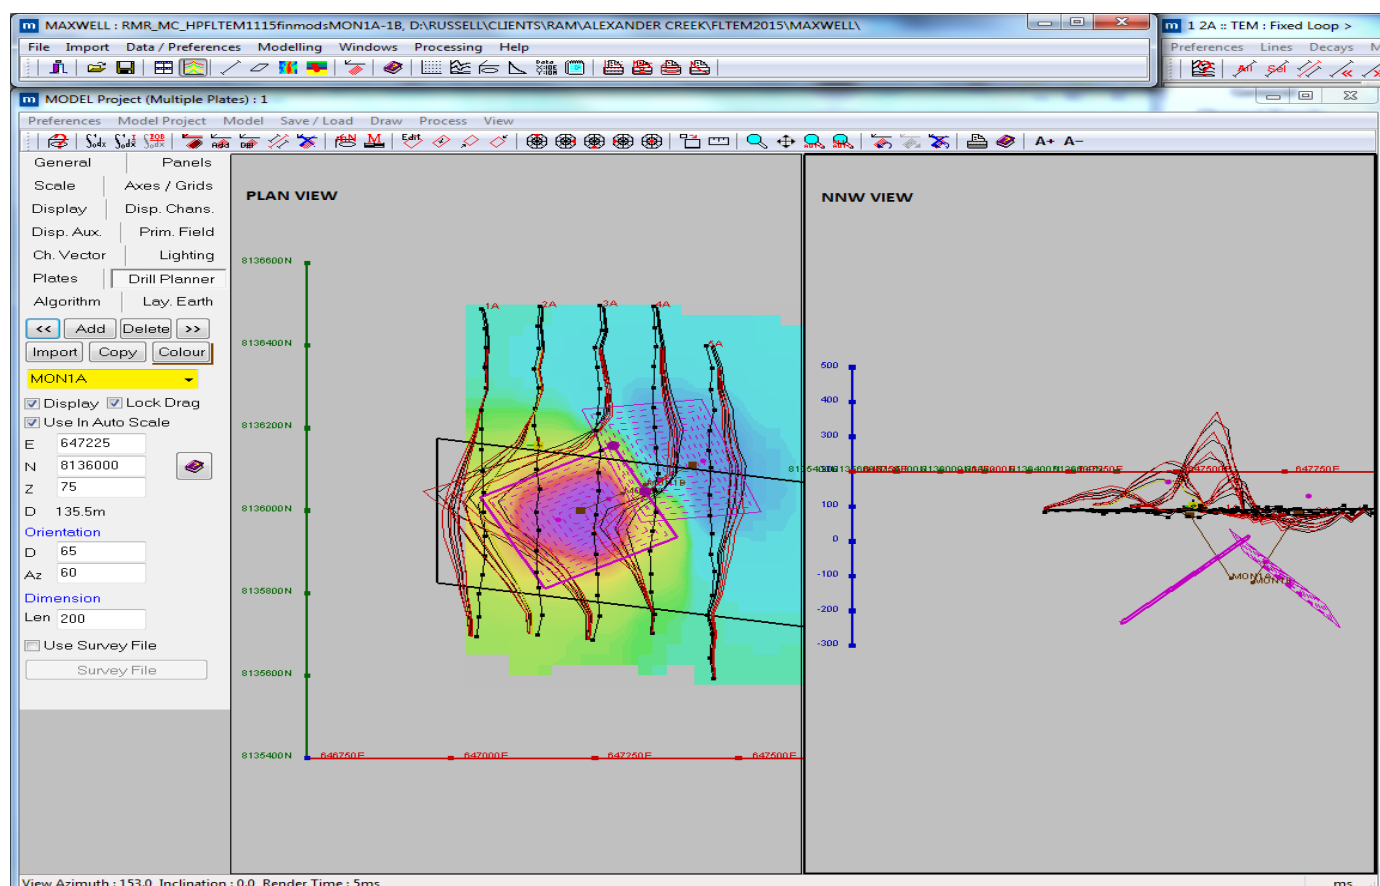 MAXWELL : RMR_MC_HPFLTEM1115finmodsMON1A-1B, D:\RUSSELL\CLIENTS\RAM\ALEXANDER CREEK\FLTEM2015\MAXWELL\
1 2A :: TEM : Fixed Loop >
File Import Data / Preferences Modelling Windows Processing Help
Preferences Lines Decays M
MODEL Project (Multiple Plates) : 1
Preferences Model Project Model Save / Load Draw Process View
A+ A-
General Panels
Scale Axes / Grids
Display Disp. Chans.
Disp. Aux. Prim. Field
Ch. Vector Lighting
Plates Drill Planner
Algorithm Lay. Earth
<< Add Delete >>
Import Copy Colour
MON1A
Display Lock Drag
Use In Auto Scale
E 647225
N 8136000
Z 75
D 135.5m
Orientation
D 65
Az 60
Dimension
Len 200
Use Survey File
Survey File
PLAN VIEW
8136600N
1A 2A 3A 4A
8136400N
8136200N
8136000N
8135800N
8135600N
8135400N 646750E 647000E 647250E 647500E
NNW VIEW
500
400
300
647500E 647750E
100
0
-100
MON1A
-200
-300
View Azimuth : 153.0 Inclination : 0.0 Render Time : 5ms
ms